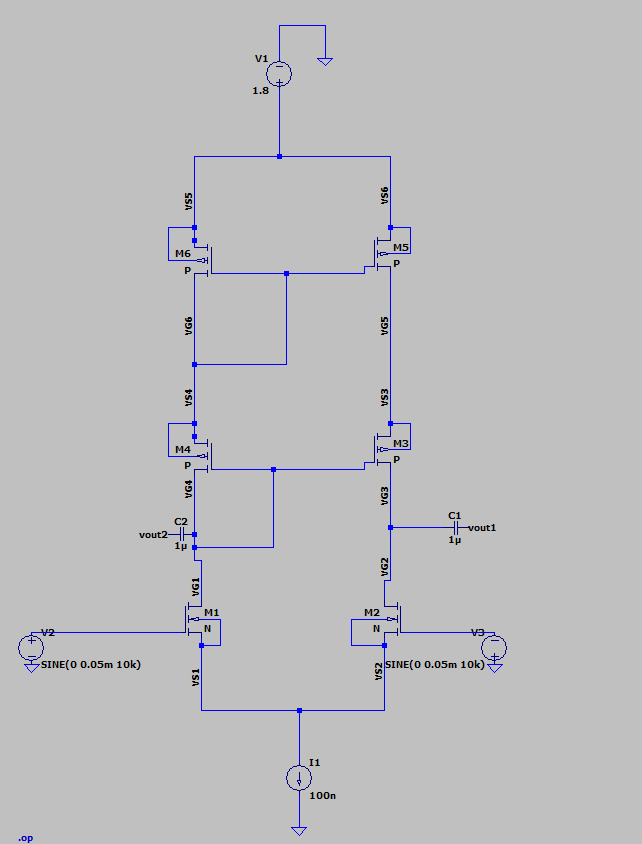 V1
1.8
VS5
VS6
M6
P
M5
P
VG6
VG5
VS4
VS3
M4
P
M3
P
VG4
VG3
C2
vout2
1µ
C1
vout1
1µ
VG1
VG2
M1
N
M2
N
V2
SINE(0 0.05m 10k)
V3
SINE(0 0.05m 10k)
VS1
VS2
I1
100n
.op